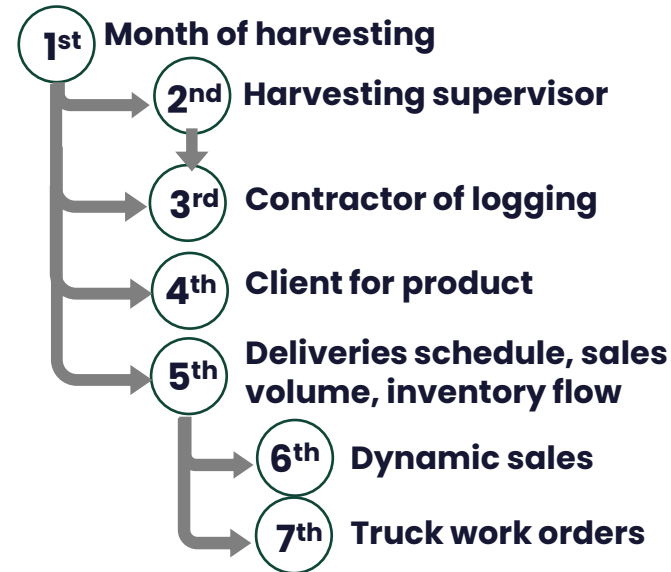 1st Month of harvesting
2nd Harvesting supervisor
3rd Contractor of logging
4th Client for product
5th Deliveries schedule, sales
volume, inventory flow
6th Dynamic sales
7th Truck work orders